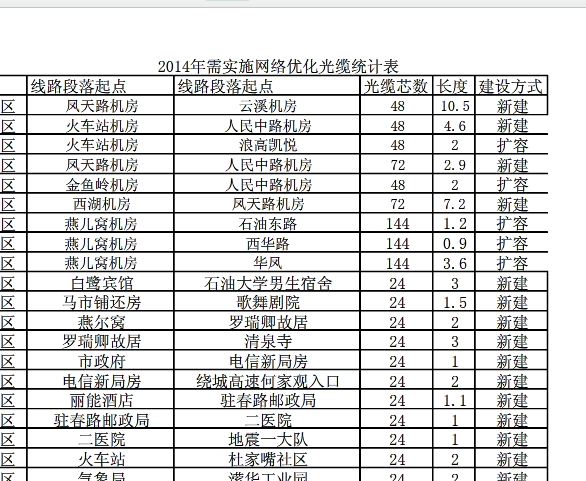 2014年需实施网络优化光缆统计表
线路段落起点 线路段落起点 光缆芯数 长度 建设方式
区 凤天路机房 云溪机房 48 10.5 新建
区 火车站机房 人民中路机房 48 4.6 新建
区 火车站机房 浪高凯悦 48 2 扩容
区 凤天路机房 人民中路机房 72 2.9 新建
区 金鱼岭机房 人民中路机房 48 2 扩容
区 西湖机房 凤天路机房 72 7.2 新建
区 燕儿窝机房 石油东路 144 1.2 扩容
区 燕儿窝机房 西华路 144 0.9 扩容
区 燕儿窝机房 华凤 144 3.6 扩容
区 白鹭宾馆 石油大学男生宿舍 24 3 新建
区 马市铺还房 歌舞剧院 24 1.5 新建
区 燕尔窝 罗瑞卿故居 24 2 新建
区 罗瑞卿故居 清泉寺 24 3 新建
区 市政府 电信新局房 24 1 新建
区 电信新局房 绕城高速何家观入口 24 2 新建
区 丽能酒店 驻春路邮政局 24 1.1 新建
区 驻春路邮政局 二医院 24 1 新建
区 二医院 地震一大队 24 1 新建
区 火车站 杜家嘴社区 24 2 新建
区 气象局 24 2 新建